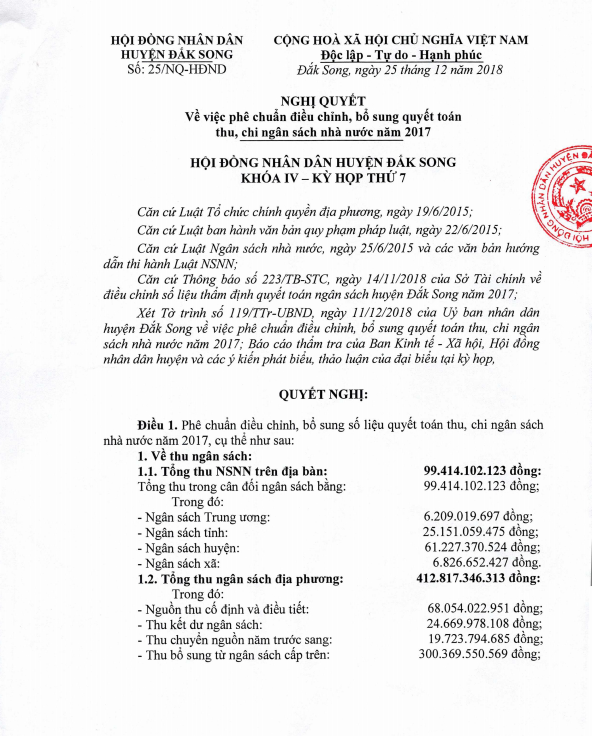 HỘI ĐỒNG NHÂN DÂN
HUYỆN ĐẮK SONG
Số: 25/NQ-HĐND
CỘNG HOÀ XÃ HỘI CHỦ NGHĨA VIỆT NAM
Độc lập - Tự do - Hạnh phúc
Đắk Song, ngày 25 tháng 12 năm 2018
NGHỊ QUYẾT
Về việc phê chuẩn điều chỉnh, bổ sung quyết toán
thu, chi ngân sách nhà nước năm 2017
HỘI ĐỒNG NHÂN DÂN HUYỆN ĐẮK SONG
KHÓA IV – KỲ HỌP THỨ 7
Căn cứ Luật Tổ chức chính quyền địa phương, ngày 19/6/2015;
Căn cứ Luật ban hành văn bản quy phạm pháp luật, ngày 22/6/2015;
Căn cứ Luật Ngân sách nhà nước, ngày 25/6/2015 và các văn bản hướng
dẫn thi hành Luật NSNN;
Căn cứ Thông báo số 223/TB-STC, ngày 14/11/2018 của Sở Tài chính về
điều chỉnh số liệu thẩm định quyết toán ngân sách huyện Đắk Song năm 2017;
Xét Tờ trình số 119/TTr-UBND, ngày 11/12/2018 của Uỷ ban nhân dân
huyện Đắk Song về việc phê chuẩn điều chỉnh, bổ sung quyết toán thu, chi ngân
sách nhà nước năm 2017; Báo cáo thẩm tra của Ban Kinh tế - Xã hội, Hội đồng
nhân dân huyện và các ý kiến phát biểu, thảo luận của đại biểu tại kỳ họp,
QUYẾT NGHỊ:
Điều 1. Phê chuẩn điều chỉnh, bổ sung số liệu quyết toán thu, chi ngân sách
nhà nước năm 2017, cụ thể như sau:
1. Về thu ngân sách:
1.1. Tổng thu NSNN trên địa bàn: 99.414.102.123 đồng:
Tổng thu trong cân đối ngân sách bằng: 99.414.102.123 đồng;
Trong đó:
- Ngân sách Trung ương: 6.209.019.697 đồng;
- Ngân sách tỉnh: 25.151.059.475 đồng;
- Ngân sách huyện: 61.227.370.524 đồng;
- Ngân sách xã: 6.826.652.427 đồng.
1.2. Tổng thu ngân sách địa phương: 412.817.346.313 đồng:
Trong đó:
- Nguồn thu cố định và điều tiết: 68.054.022.951 đồng;
- Thu kết dư ngân sách: 24.669.978.108 đồng;
- Thu chuyển nguồn năm trước sang: 19.723.794.685 đồng;
- Thu bổ sung từ ngân sách cấp trên: 300.369.550.569 đồng;